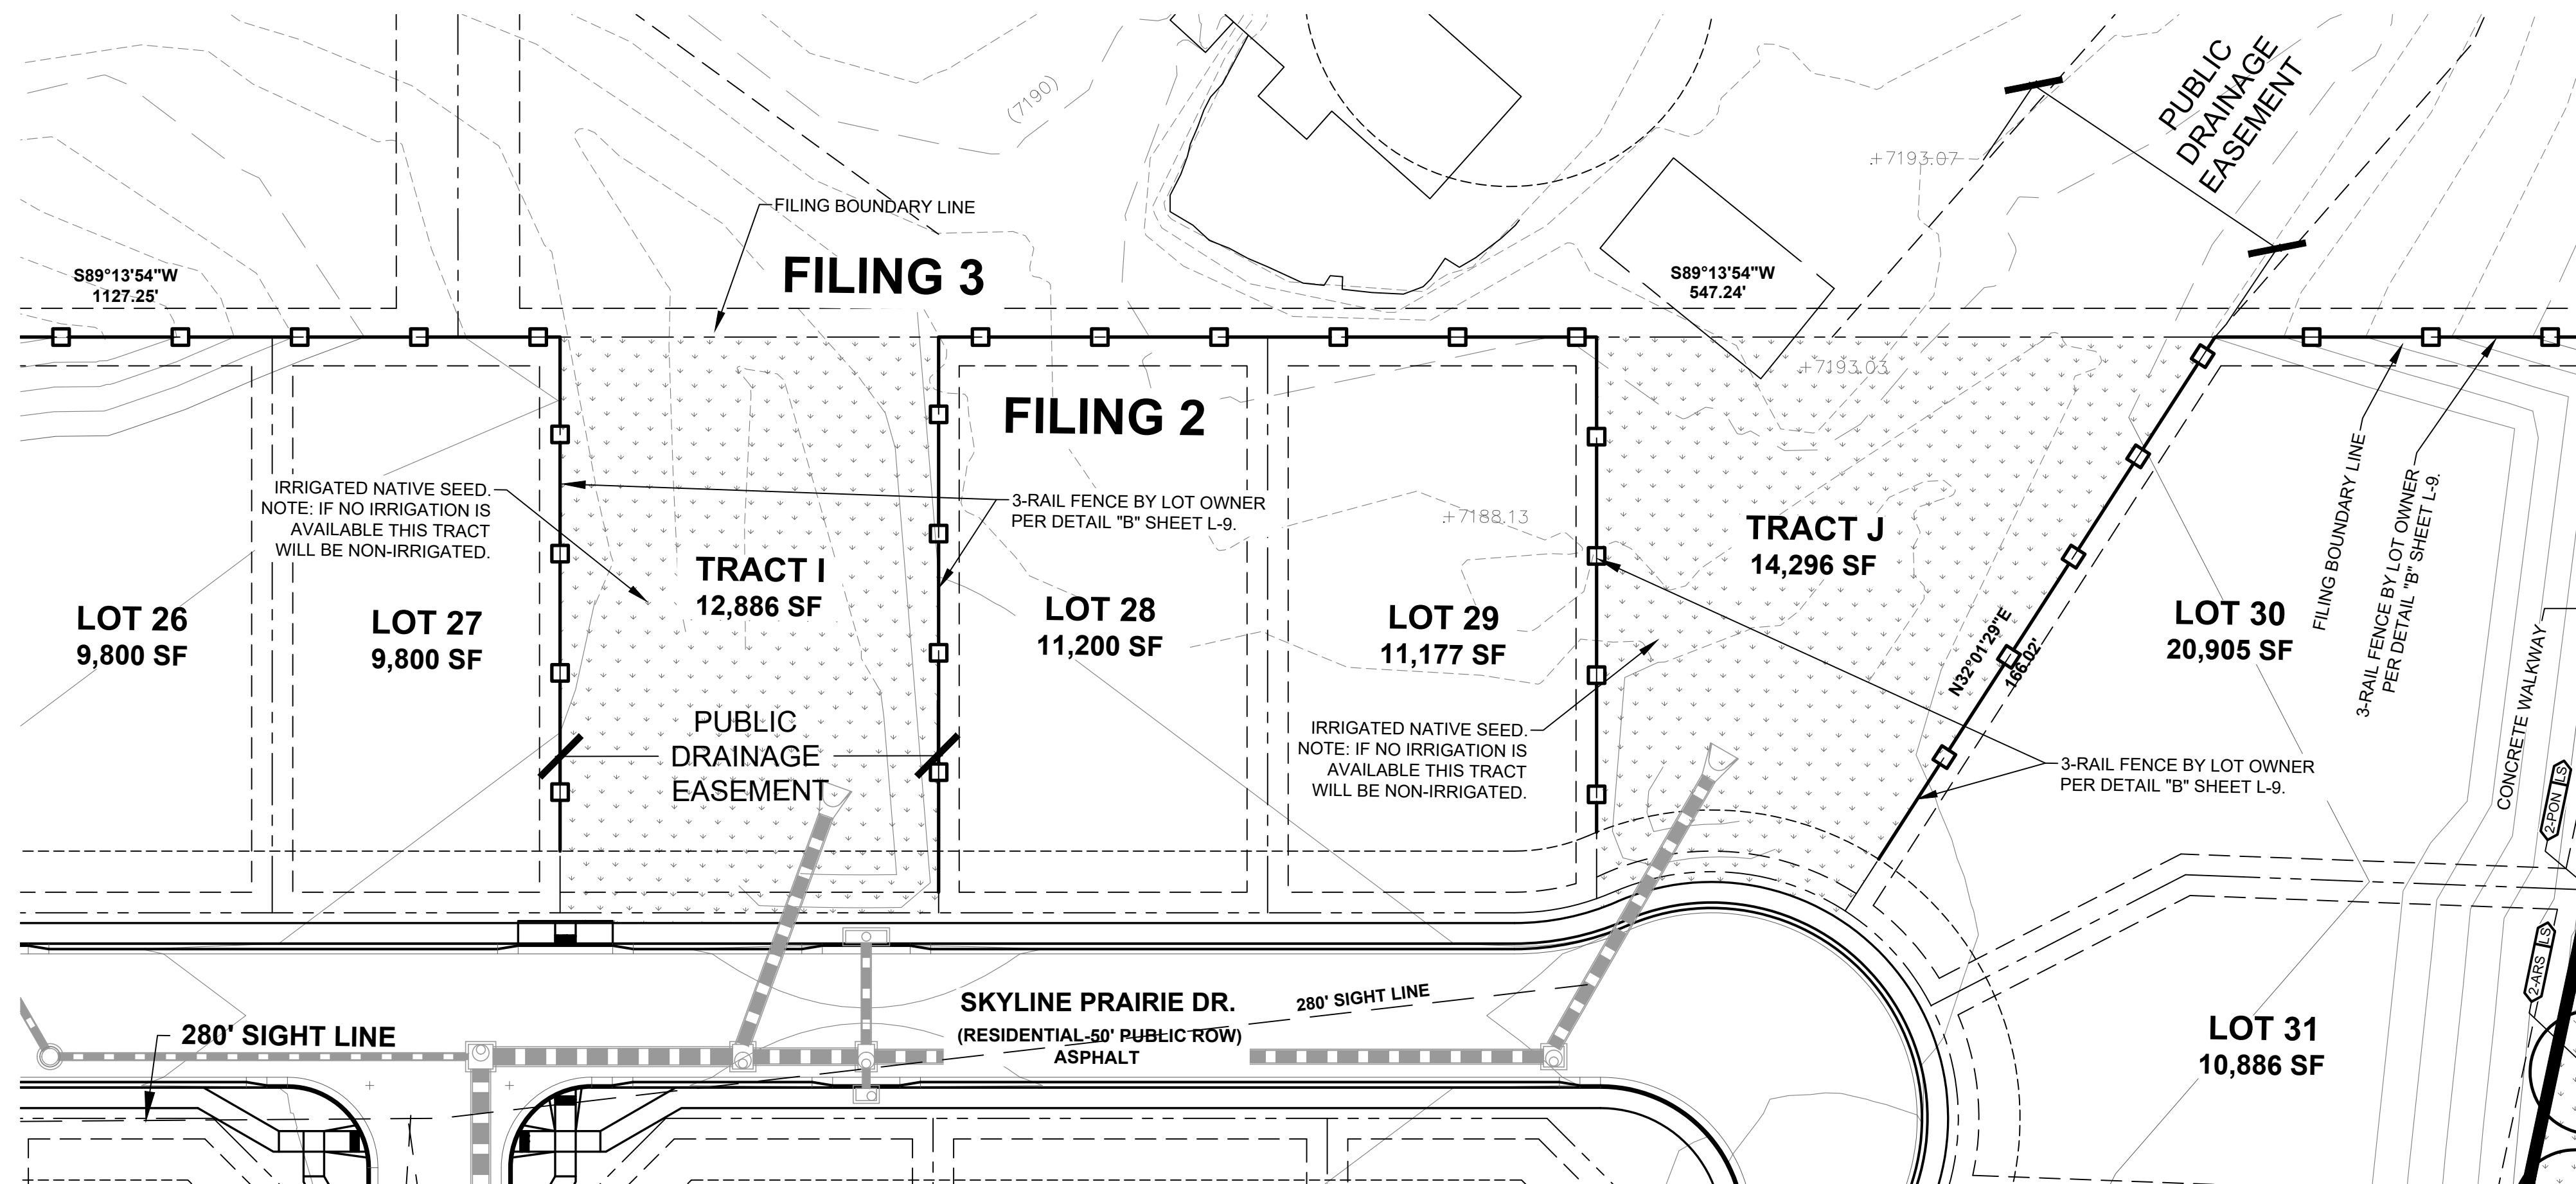 PUBLIC
DRAINAGE
EASEMENT
(7190)
+7193.07
FILING BOUNDARY LINE
FILING 3
S89°13'54"W
1127.25'
S89°13'54"W
547.24'
+7193.03
FILING 2
IRRIGATED NATIVE SEED.
NOTE: IF NO IRRIGATION IS
AVAILABLE THIS TRACT
WILL BE NON-IRRIGATED.
3-RAIL FENCE BY LOT OWNER
PER DETAIL "B" SHEET L-9.
+7188.13
TRACT J
14,296 SF
FILING BOUNDARY LINE
3-RAIL FENCE BY LOT OWNER
PER DETAIL "B" SHEET L-9.
TRACT I
12,886 SF
LOT 26
9,800 SF
LOT 27
9,800 SF
LOT 28
11,200 SF
LOT 29
11,177 SF
N32°01'29"E
166.02'
LOT 30
20,905 SF
CONCRETE WALKWAY
PUBLIC
DRAINAGE
EASEMENT
IRRIGATED NATIVE SEED.
NOTE: IF NO IRRIGATION IS
AVAILABLE THIS TRACT
WILL BE NON-IRRIGATED.
3-RAIL FENCE BY LOT OWNER
PER DETAIL "B" SHEET L-9.
2-PON LS
2-ARS LS
SKYLINE PRAIRIE DR.
(RESIDENTIAL-50' PUBLIC ROW)
ASPHALT
280' SIGHT LINE
280' SIGHT LINE
LOT 31
10,886 SF